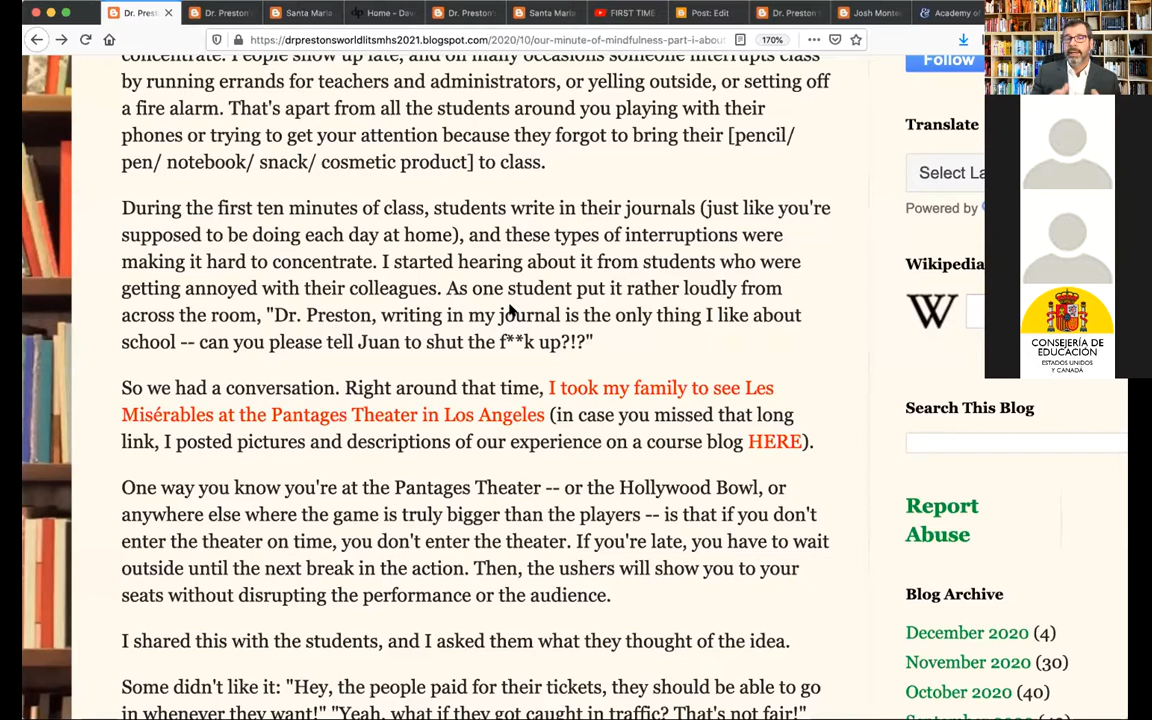 Dr. Prest
Dr. Preston
Santa Maria
Home – Dav
Dr. Preston'
Santa Maria
FIRST TIME
Post: Edit
Dr. Preston
Josh Monte
Academy o
https://drprestonsworldlitms2021.blogspot.com/2020/10/our-minute-of-mindfulness-part-i-abou
170%
concentrate. People show up late, and on many occasions someone interrupts class
by running errands for teachers and administrators, or yelling outside, or setting off
a fire alarm. That's apart from all the students around you playing with their
phones or trying to get your attention because they forgot to bring their [pencil/
pen/ notebook/ snack/ cosmetic product] to class.
During the first ten minutes of class, students write in their journals (just like you're
supposed to be doing each day at home), and these types of interruptions were
making it hard to concentrate. I started hearing about it from students who were
getting annoyed with their colleagues. As one student put it rather loudly from
across the room, "Dr. Preston, writing in my journal is the only thing I like about
school -- can you please tell Juan to shut the f**k up?!?"
So we had a conversation. Right around that time, I took my family to see Les
Misérables at the Pantages Theater in Los Angeles (in case you missed that long
link, I posted pictures and descriptions of our experience on a course blog HERE).
One way you know you're at the Pantages Theater -- or the Hollywood Bowl, or
anywhere else where the game is truly bigger than the players -- is that if you don't
enter the theater on time, you don't enter the theater. If you're late, you have to wait
outside until the next break in the action. Then, the ushers will show you to your
seats without disrupting the performance or the audience.
I shared this with the students, and I asked them what they thought of the idea.
Some didn't like it: "Hey, the people paid for their tickets, they should be able to go
in whenever they want!" "Yeah, what if they got caught in traffic? That's not fair!"
Follow
Translate
Select La
Powered by
Wikipedia
W
CONSEJERÍA DE
EDUCACIÓN
ESTADOS UNIDOS
Y CANADÁ
Search This Blog
Report
Abuse
Blog Archive
December 2020 (4)
November 2020 (30)
October 2020 (40)